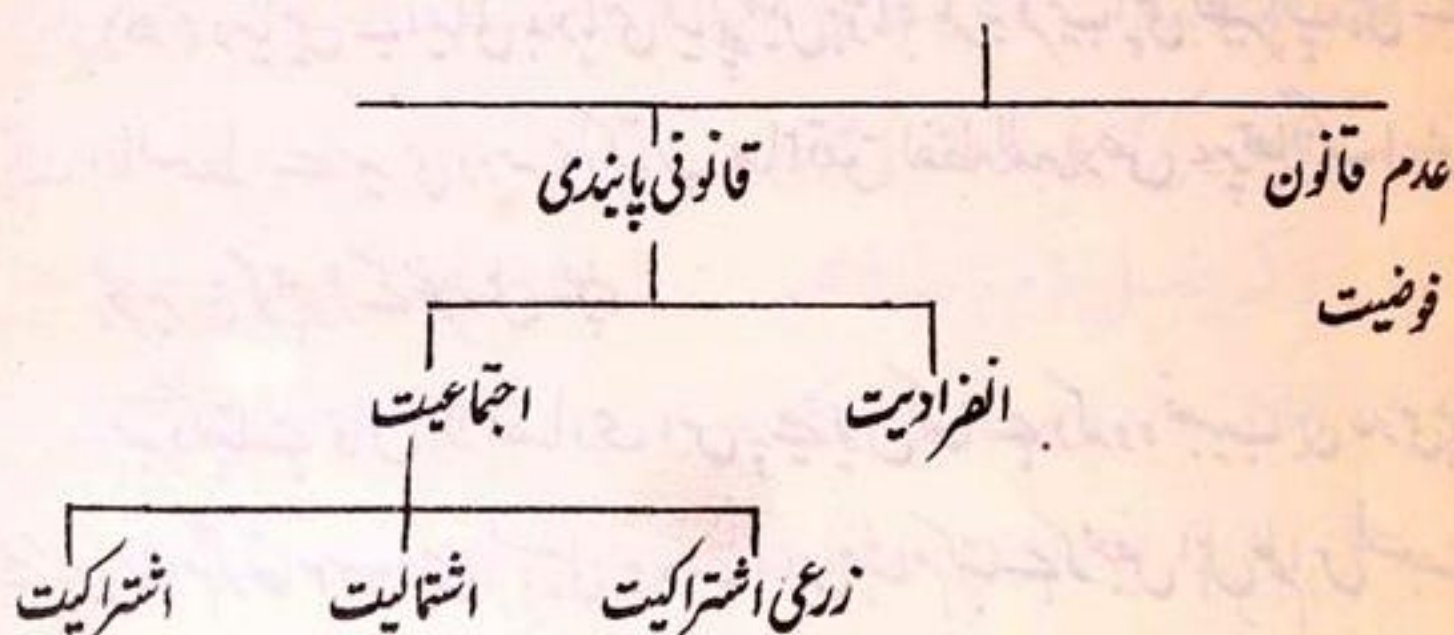 عدم قانون قانونی پابندی
فوضیت
انفرادیت اجتماعیت
زرعی اشتراکیت اشتمالیت اشتراکیت